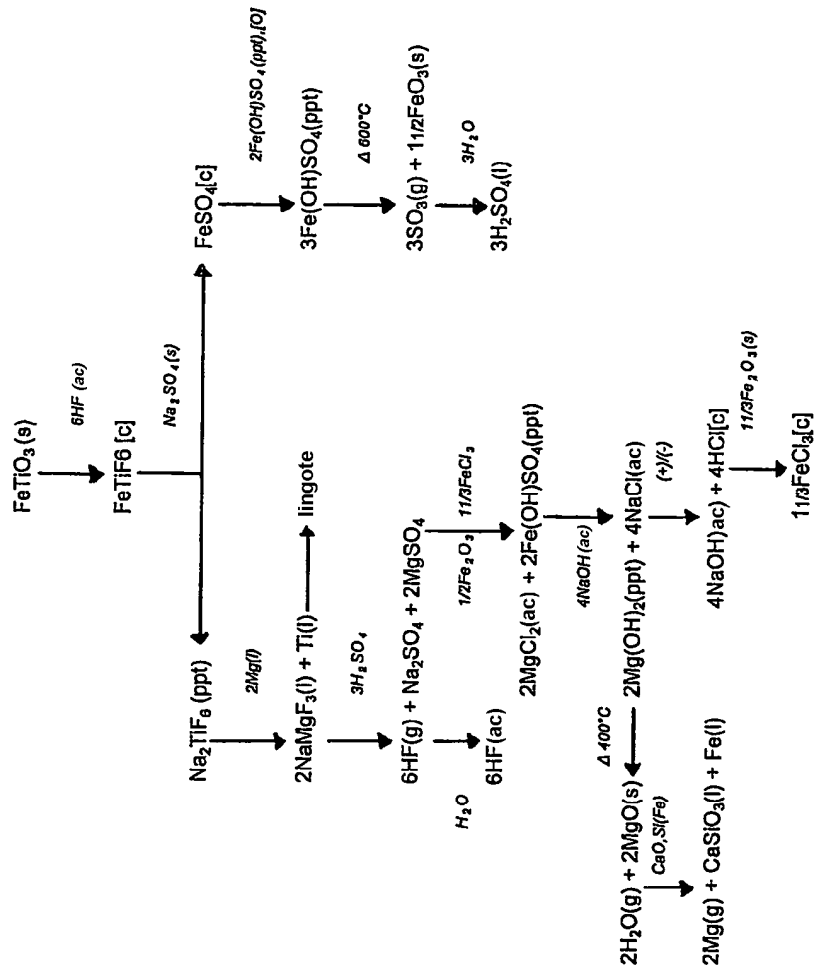 FeTiO3(s)
6HF (ac)
FeTiF6 [c]
Na2SO4(s)
Na2TiF6 (ppt)
FeSO4[c]
2Mg(l)
2Fe(OH)SO4(ppt),[O]
2NaMgF3(l) + Ti(l)
lingote
3Fe(OH)SO4(ppt)
3H2SO4
Δ 600°C
6HF(g) + Na2SO4 + 2MgSO4
3SO3(g) + 11/2FeO3(s)
H2O
1/2Fe2O3
11/3FeCl3
3H2O
6HF(ac)
2MgCl2(ac) + 2Fe(OH)SO4(ppt)
3H2SO4(l)
4NaOH(ac)
2Mg(OH)2(ppt) + 4NaCl(ac)
Δ 400°C
(+)/(-)
2H2O(g) + 2MgO(s)
4NaOH)ac) + 4HCl[c]
CaO,Si(Fe)
11/3Fe2O3(s)
2Mg(g) + CaSiO3(l) + Fe(l)
11/3FeCl3[c]